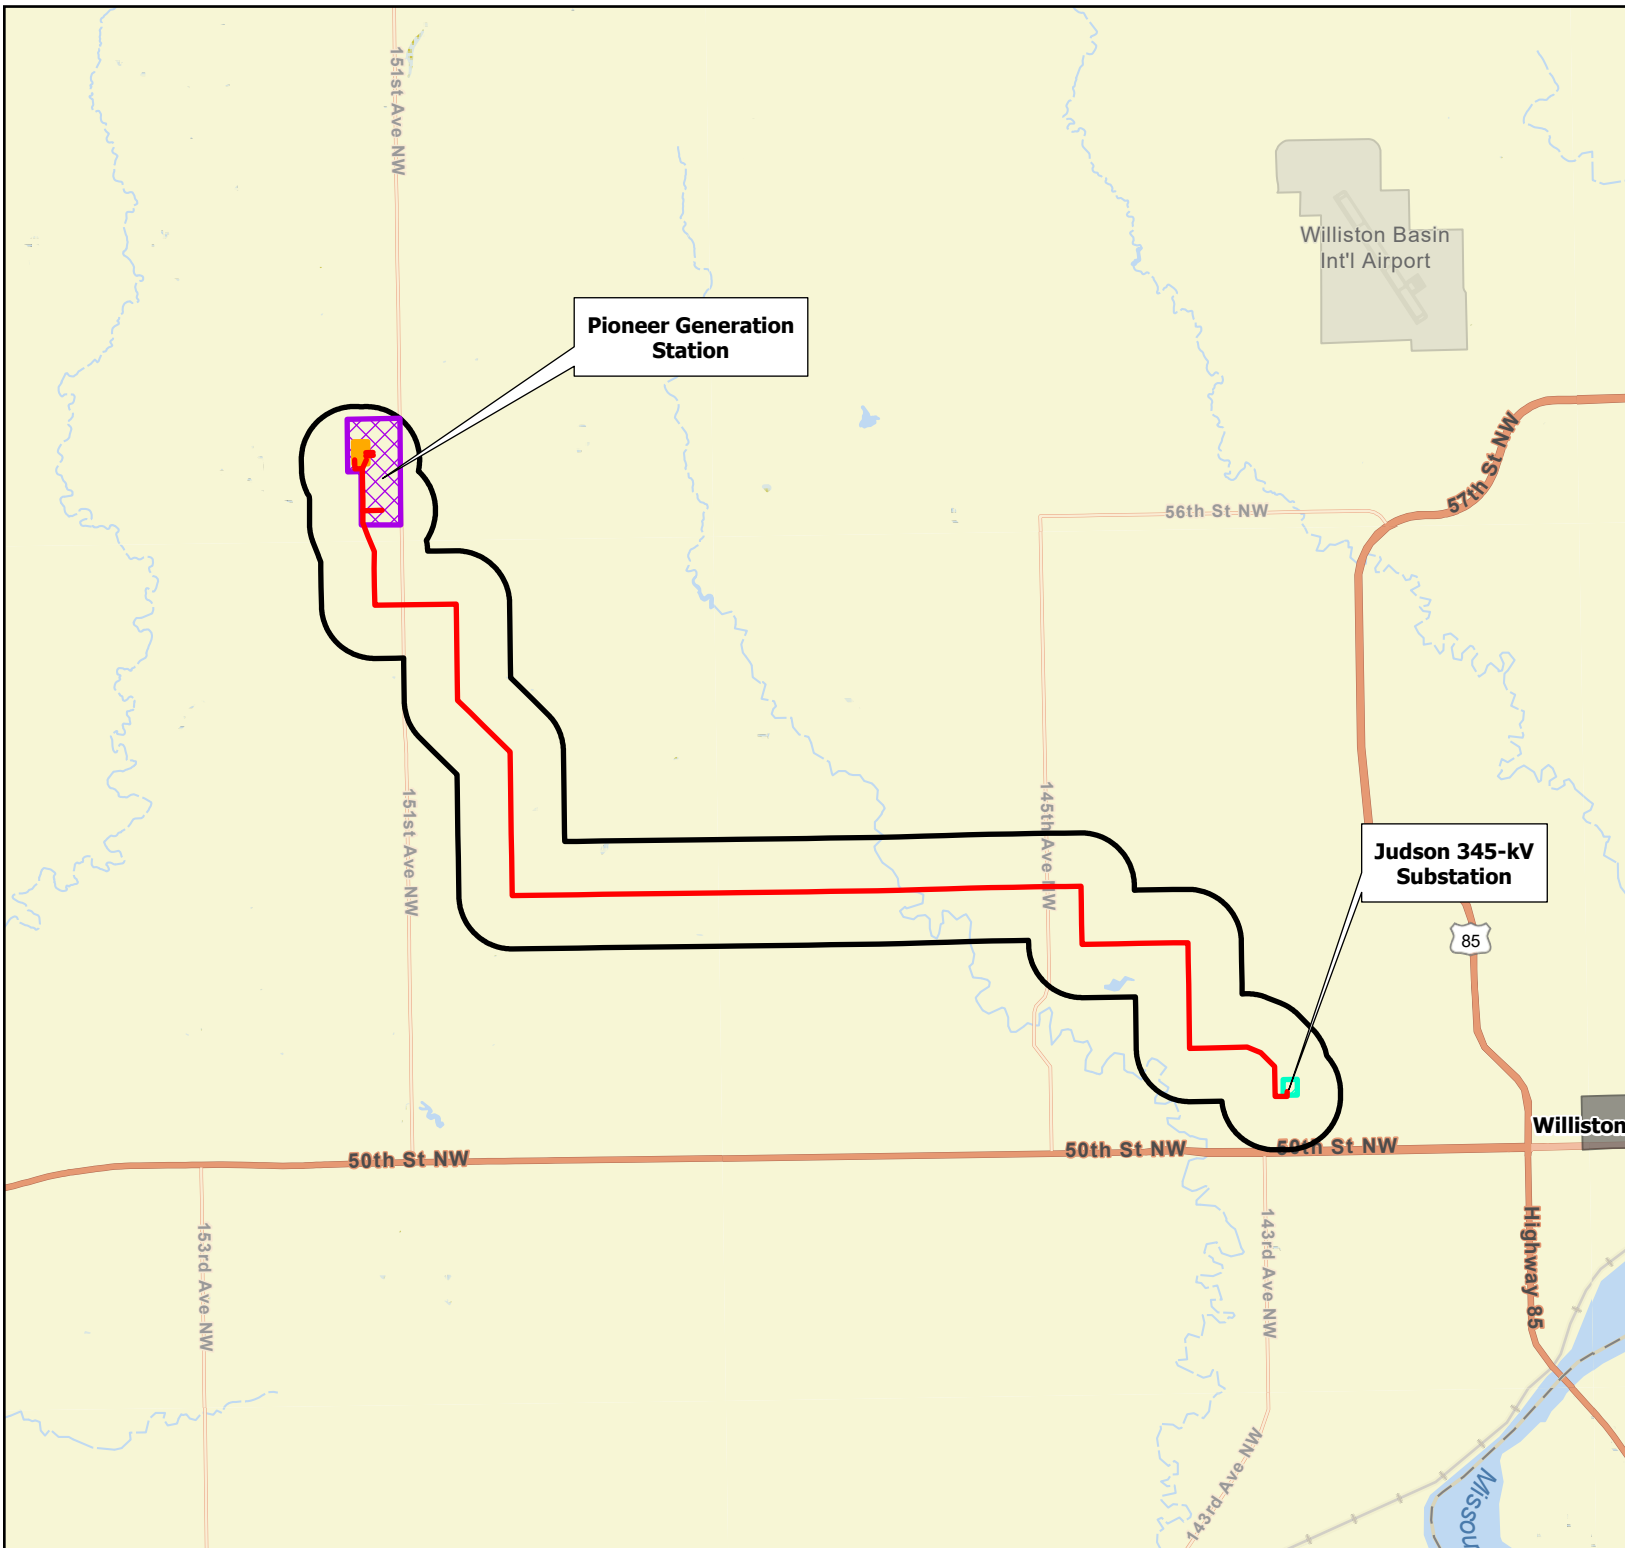 151st Ave NW
Williston Basin
Int'l Airport
Pioneer Generation
Station
57th St NW
56th St NW
151st Ave NW
145th Ave NW
Judson 345-kV
Substation
85
Williston
50th St NW
50th St NW
50th St NW
153rd Ave NW
143rd Ave NW
Highway 85
143rd Ave NW
Missou